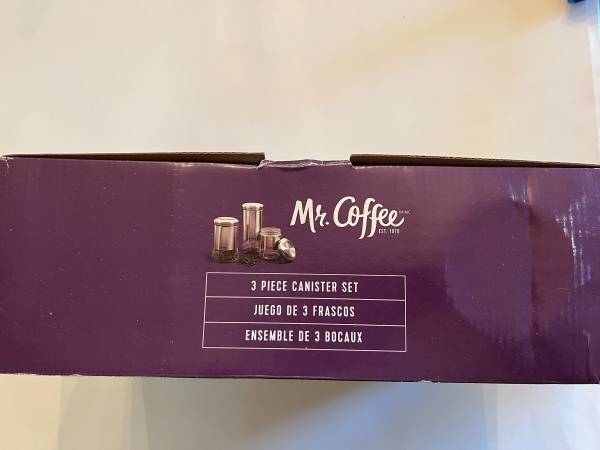 Mr. Coffee
EST. 1970
3 PIECE CANISTER SET
JUEGO DE 3 FRASCOS
ENSEMBLE DE 3 BOCAUX